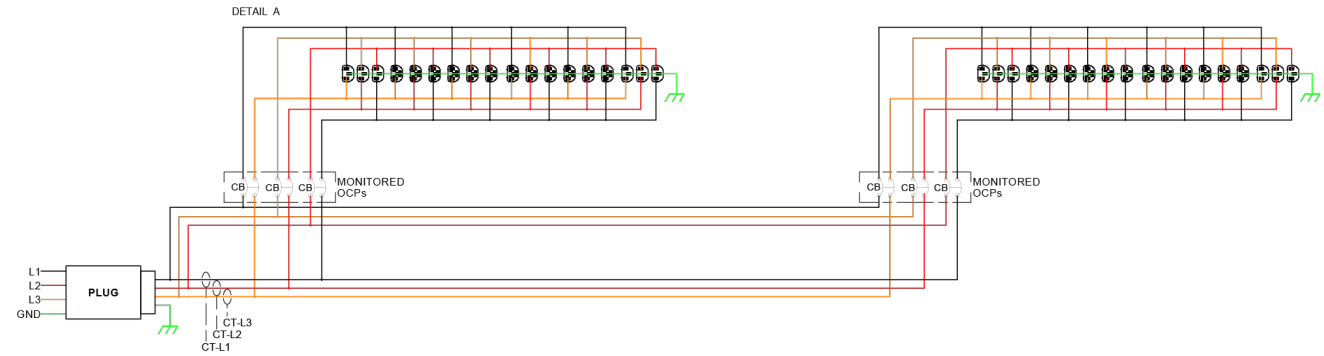 DETAIL A
CB CB CB MONITORED
OCPs
CB CB CB MONITORED
OCPs
L1
L2
L3
GND
PLUG
CT-L3
CT-L2
CT-L1